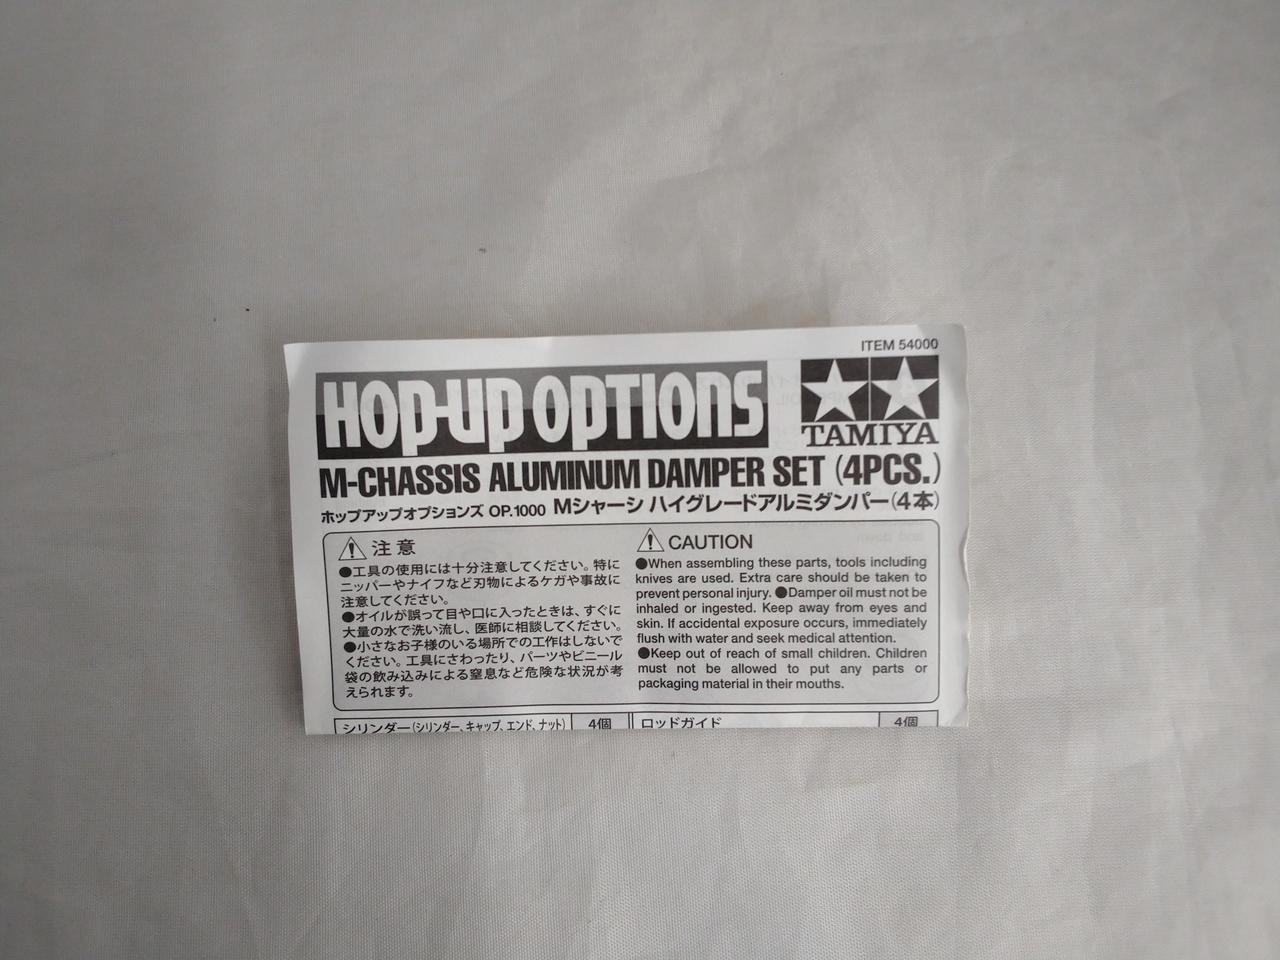 ITEM 54000
HOP-UP OPTIONS
TAMIYA
M-CHASSIS ALUMINUM DAMPER SET (4PCS.)
ホップアップオプションズ OP.1000 Mシャーシ ハイグレードアルミダンパー(4本)
注意
●工具の使用には十分注意してください。特に
ニッパーやナイフなど刃物によるケガや事故に
注意してください。
●オイルが誤って目や口に入ったときは、すぐに
大量の水で洗い流し、医師に相談してください。
●小さなお子様のいる場所での工作はしないで
ください。工具にさわったり、パーツやビニール
袋の飲み込みによる窒息など危険な状況が考
えられます。
CAUTION
●When assembling these parts, tools including
knives are used. Extra care should be taken to
prevent personal injury. ●Damper oil must not be
inhaled or ingested. Keep away from eyes and
skin. If accidental exposure occurs, immediately
flush with water and seek medical attention.
●Keep out of reach of small children. Children
must not be allowed to put any parts or
packaging material in their mouths.
シリンダー(シリンダー、キャップ、エンド、ナット) 4個 ロッドガイド 4個